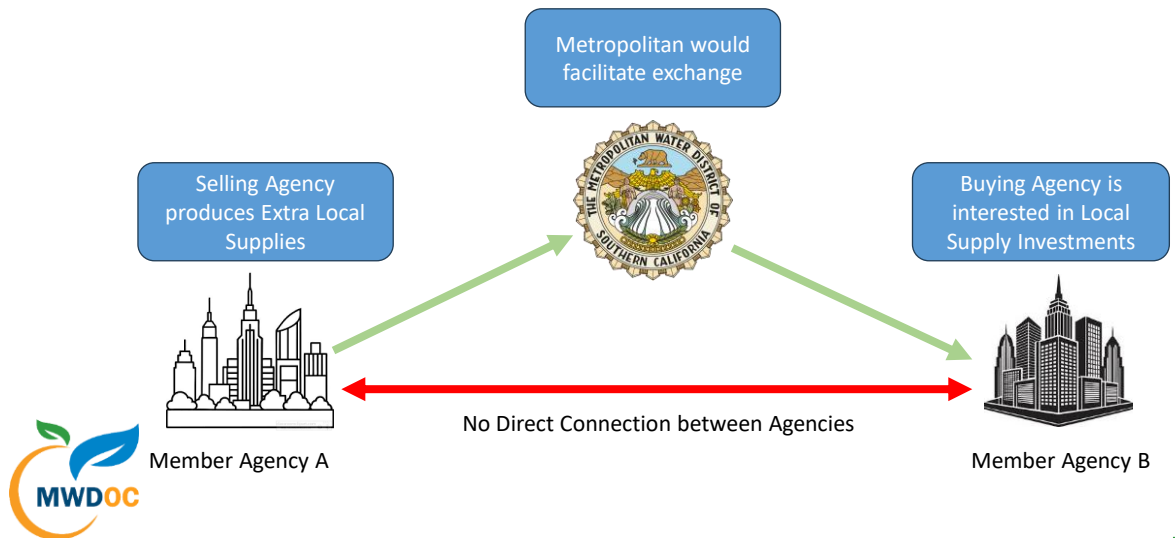 Metropolitan would
facilitate exchange
THE METROPOLITAN WATER DISTRICT OF
SOUTHERN CALIFORNIA
Selling Agency
produces Extra Local
Supplies
Buying Agency is
interested in Local
Supply Investments
No Direct Connection between Agencies
Member Agency A
Member Agency B
MWDOC